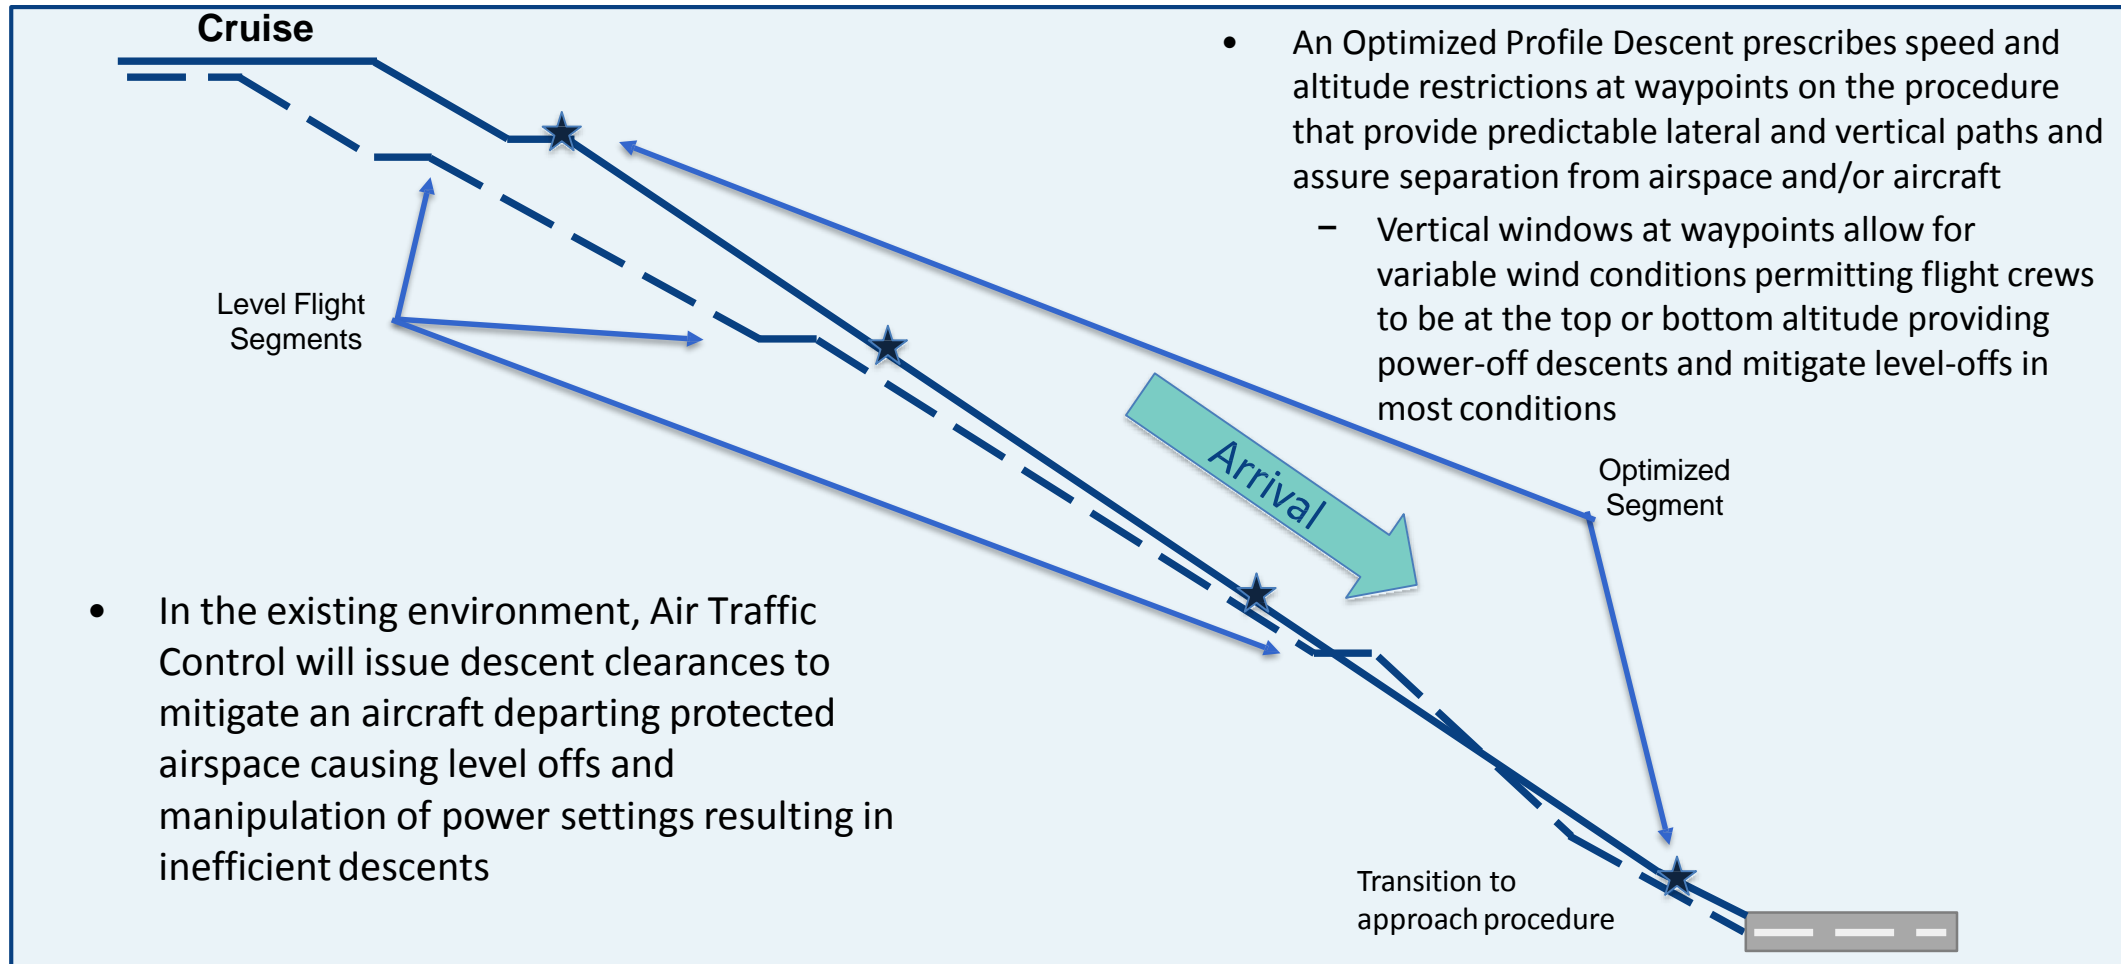 Cruise
• An Optimized Profile Descent prescribes speed and
altitude restrictions at waypoints on the procedure
that provide predictable lateral and vertical paths and
assure separation from airspace and/or aircraft
– Vertical windows at waypoints allow for
variable wind conditions permitting flight crews
to be at the top or bottom altitude providing
power-off descents and mitigate level-offs in
most conditions
Level Flight
Segments
Arrival
Optimized
Segment
• In the existing environment, Air Traffic
Control will issue descent clearances to
mitigate an aircraft departing protected
airspace causing level offs and
manipulation of power settings resulting in
inefficient descents
Transition to
approach procedure